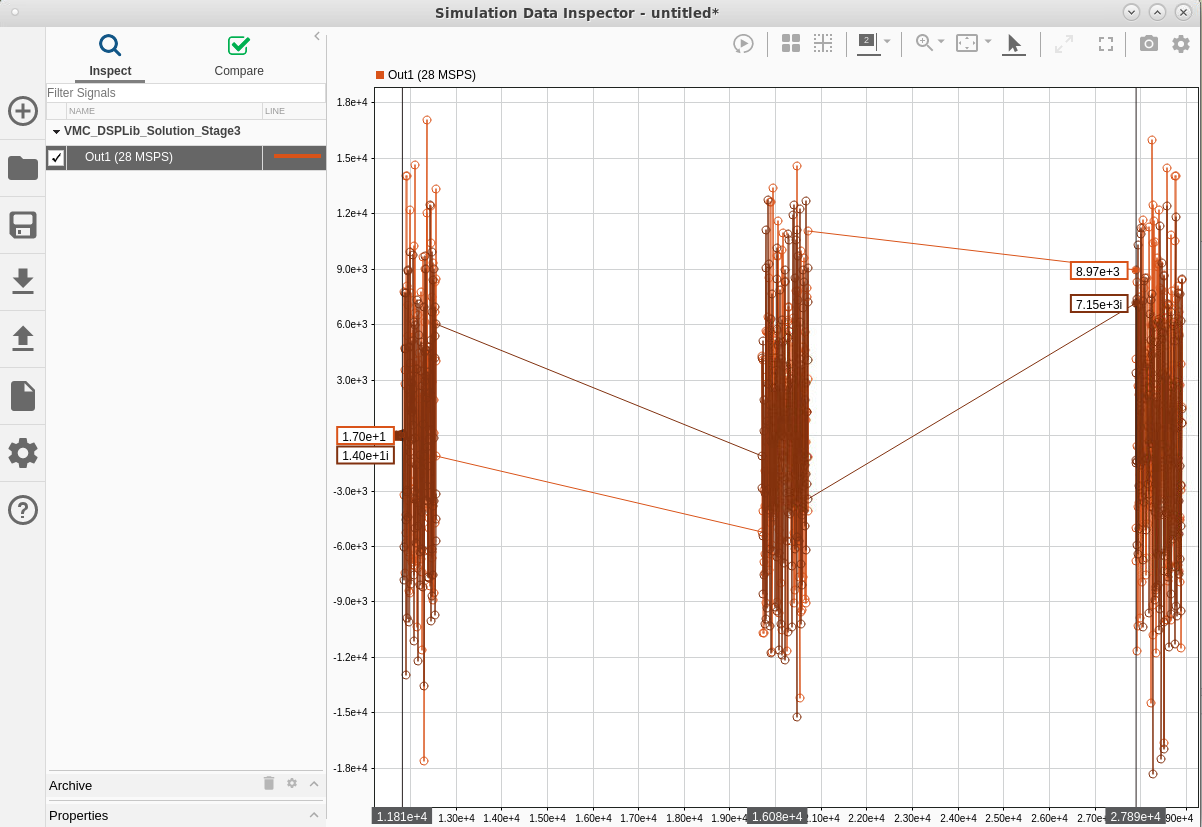 Simulation Data Inspector - untitled*
Inspect
Compare
Filter Signals
NAME
LINE
VMC_DSPLib_Solution_Stage3
Out1 (28 MSPS)
Archive
Properties
2
Out1 (28 MSPS)
1.8e+4
1.5e+4
1.2e+4
9.0e+3
6.0e+3
3.0e+3
-3.0e+3
-6.0e+3
-9.0e+3
-1.2e+4
-1.5e+4
-1.8e+4
8.97e+3
7.15e+3i
1.70e+1
1.40e+1i
1.181e+4 1.30e+4 1.40e+4 1.50e+4 1.60e+4 1.70e+4 1.80e+4 1.90e+4 1.608e+4 2.10e+4 2.20e+4 2.30e+4 2.40e+4 2.50e+4 2.60e+4 2.70e+ 2.789e+4 90e+4